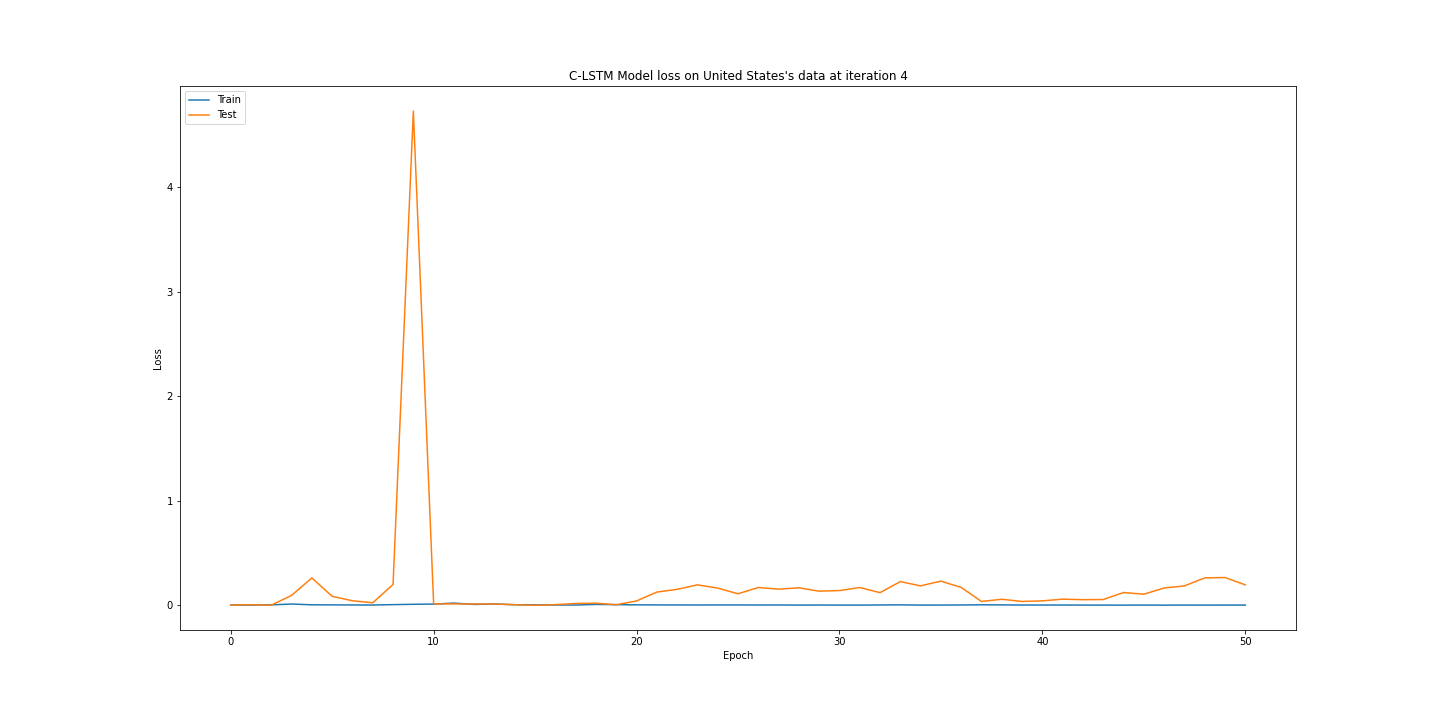 C-LSTM Model loss on United States's data at iteration 4
Train
Test
4
3
2
1
0
Loss
0 10 20 30 40 50
Epoch